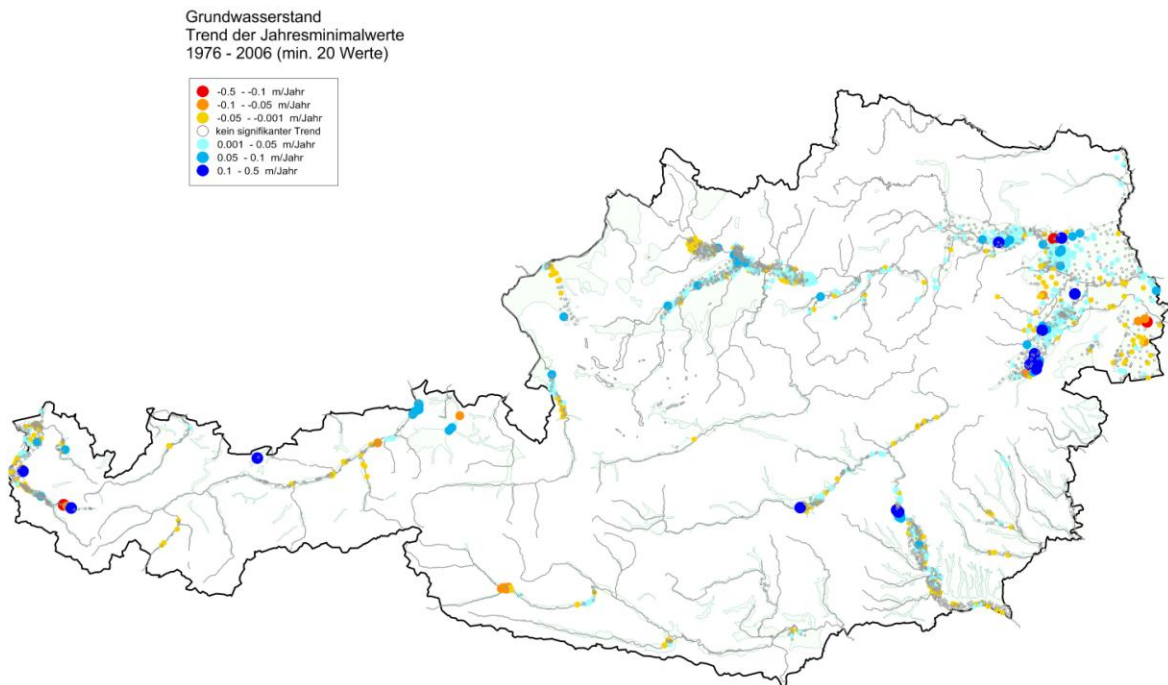 Grundwasserstand
Trend der Jahresminimalwerte
1976 - 2006 (min. 20 Werte)
-0.5 - -0.1 m/Jahr
-0.1 - -0.05 m/Jahr
-0.05 - -0.001 m/Jahr
kein signifikanter Trend
0.001 - 0.05 m/Jahr
0.05 - 0.1 m/Jahr
0.1 - 0.5 m/Jahr